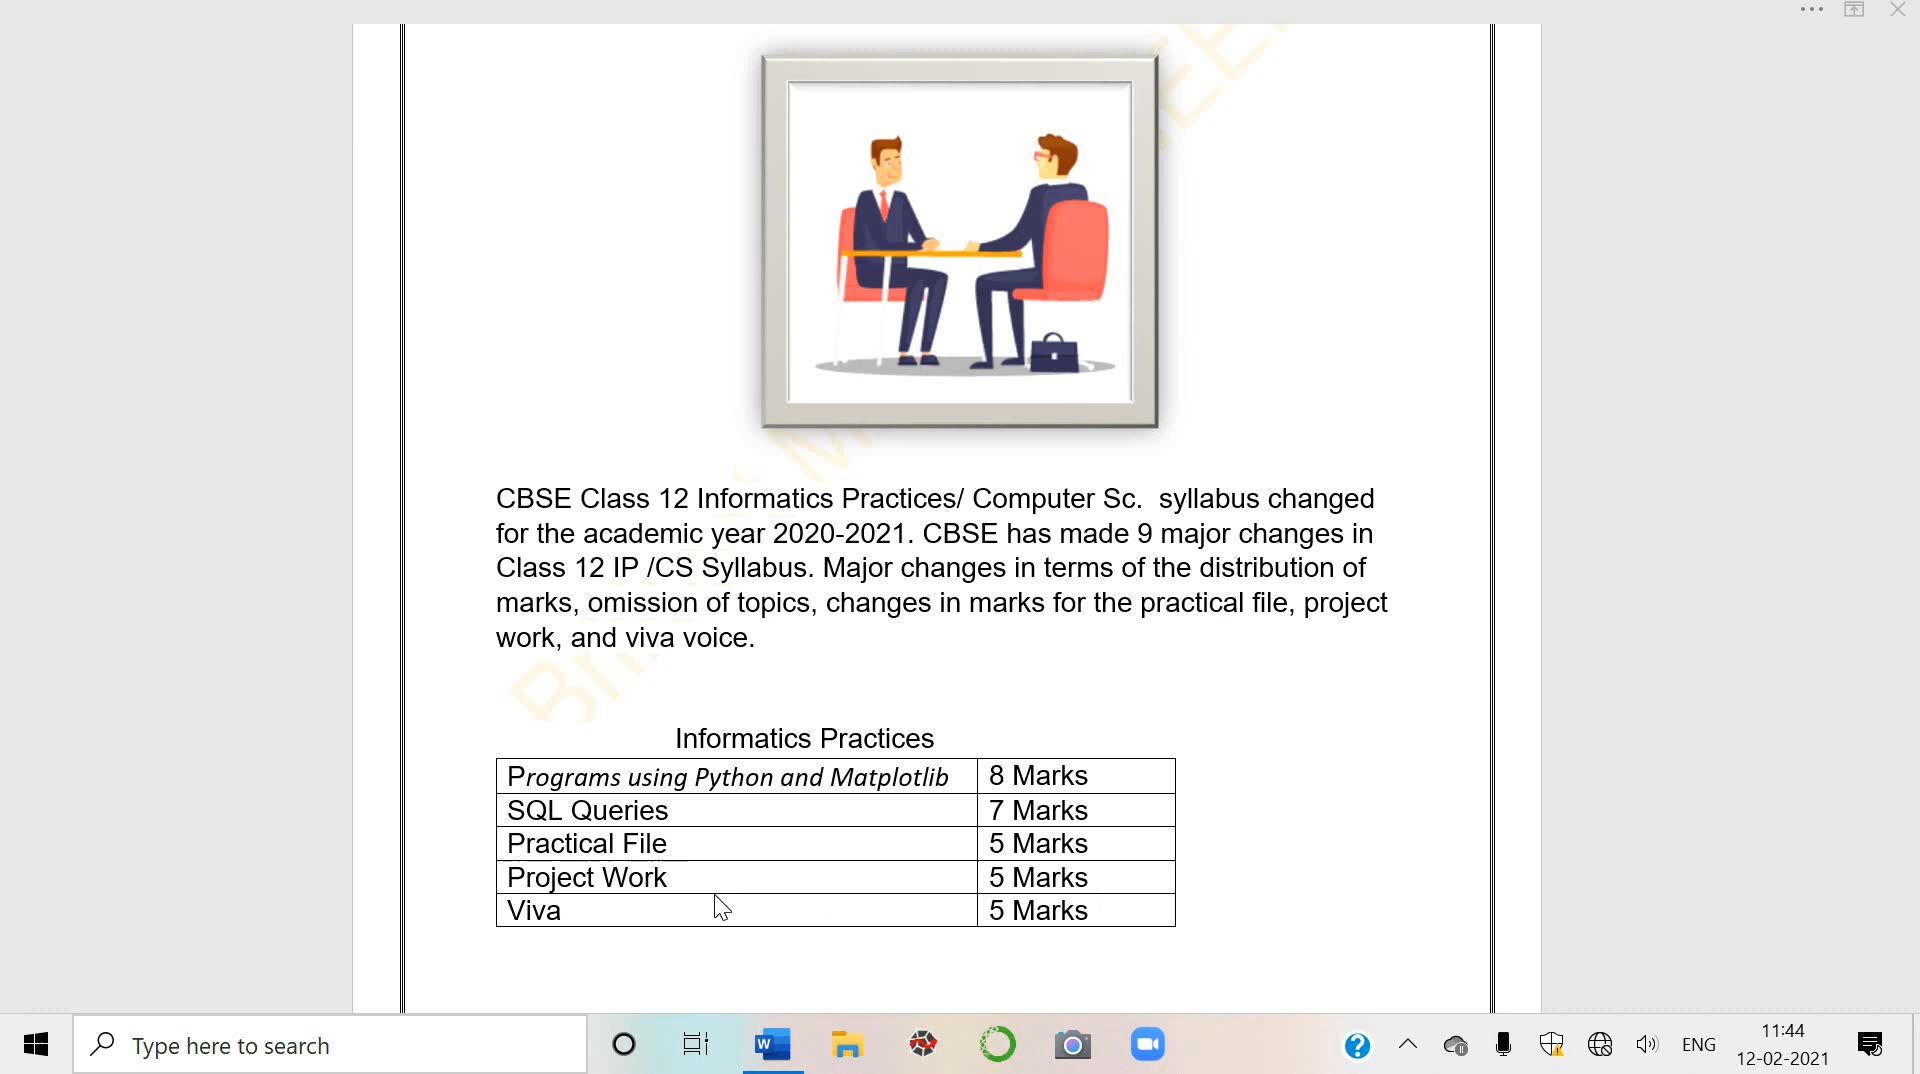 CBSE Class 12 Informatics Practices/ Computer Sc.  syllabus changed
for the academic year 2020-2021. CBSE has made 9 major changes in
Class 12 IP /CS Syllabus. Major changes in terms of the distribution of
marks, omission of topics, changes in marks for the practical file, project
work, and viva voice.
Informatics Practices
Programs using Python and Matplotlib 8 Marks
SQL Queries 7 Marks
Practical File 5 Marks
Project Work 5 Marks
Viva 5 Marks
Type here to search
ENG
11:44
12-02-2021